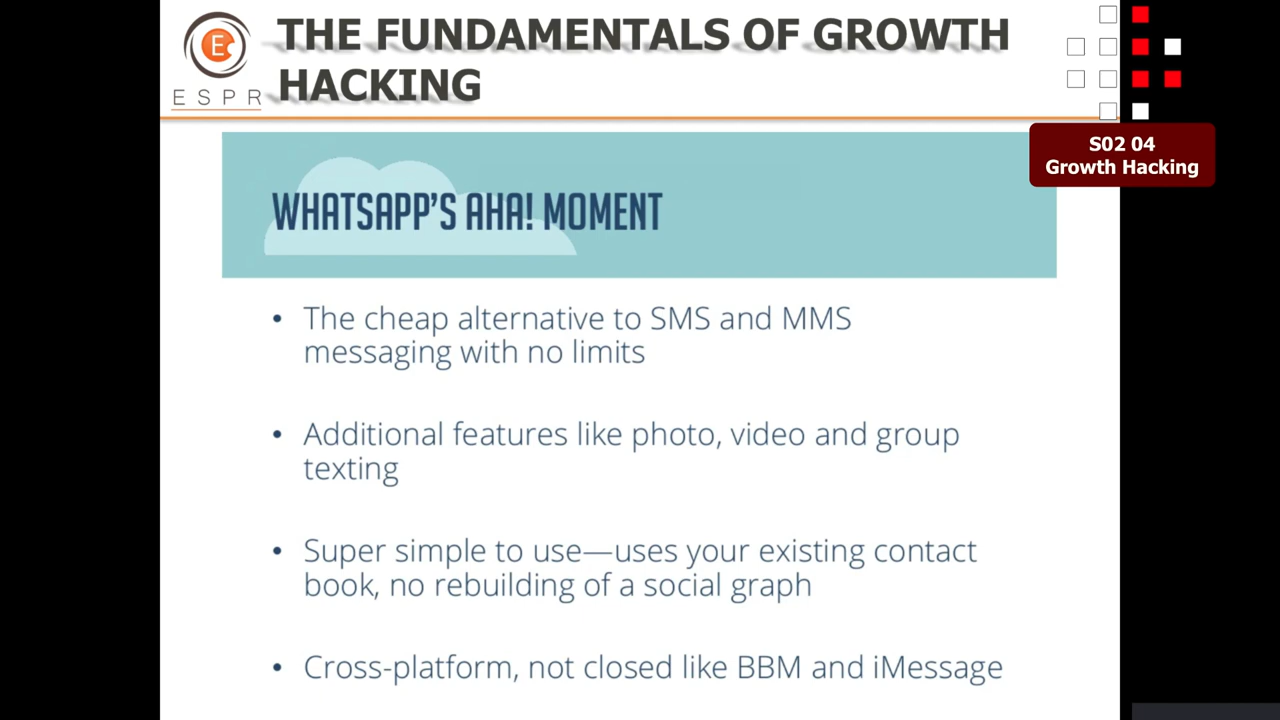 THE FUNDAMENTALS OF GROWTH
HACKING
E
ESPR
S02 04
Growth Hacking
WHATSAPP'S AHA! MOMENT
• The cheap alternative to SMS and MMS
messaging with no limits
• Additional features like photo, video and group
texting
• Super simple to use—uses your existing contact
book, no rebuilding of a social graph
• Cross-platform, not closed like BBM and iMessage